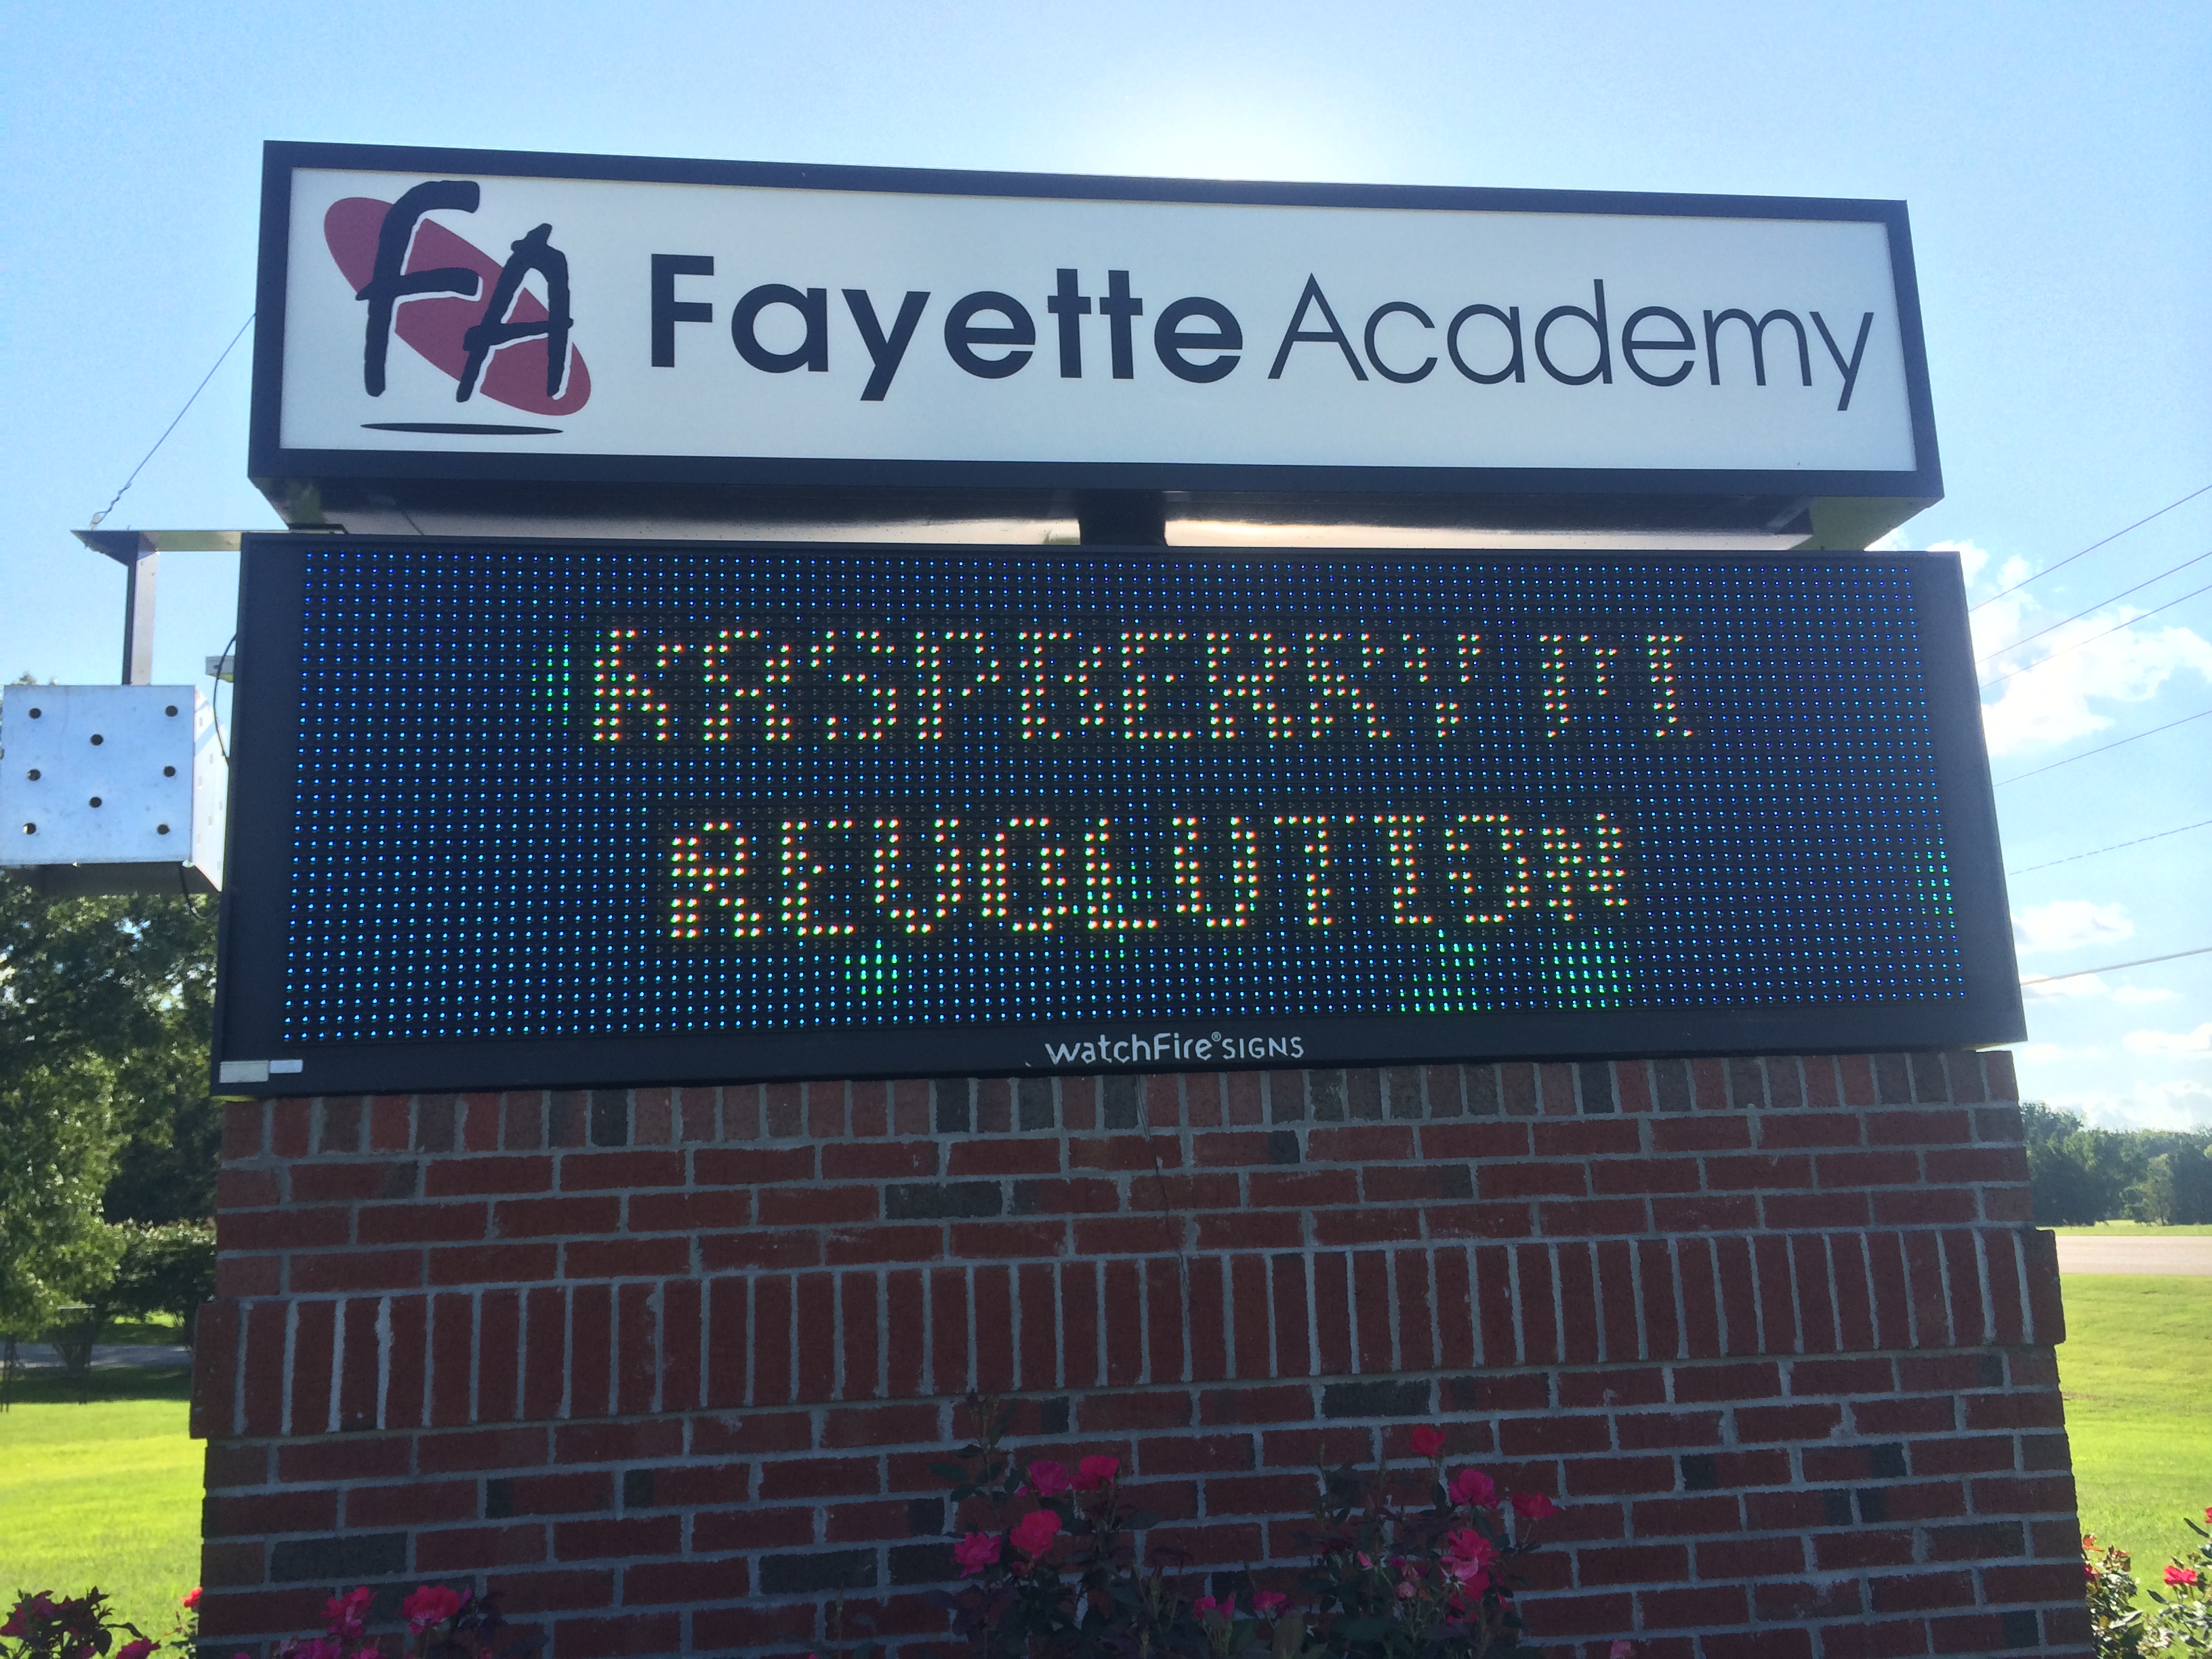 FA Fayette Academy
RASPBERRY PI
REVOLUTION
watchFire® SIGNS